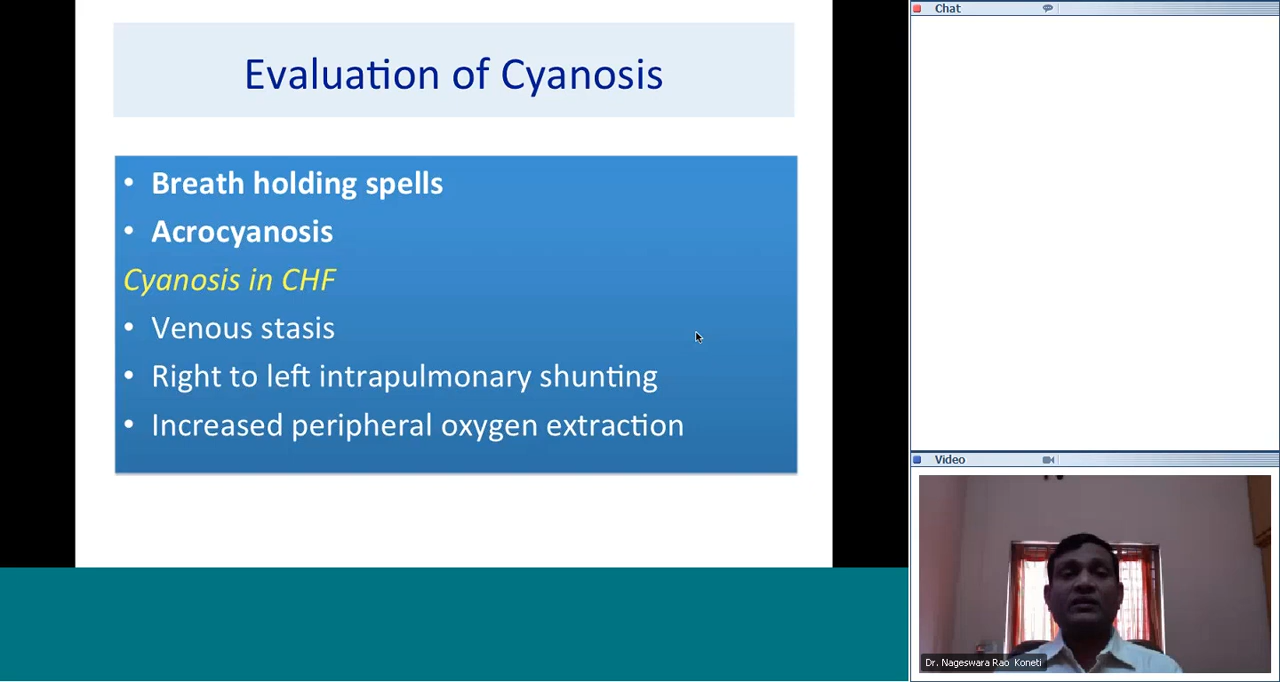 Evaluation of Cyanosis
• Breath holding spells
• Acrocyanosis
Cyanosis in CHF
• Venous stasis
• Right to left intrapulmonary shunting
• Increased peripheral oxygen extraction
Chat
Video
Dr. Nageswara Rao Koneti